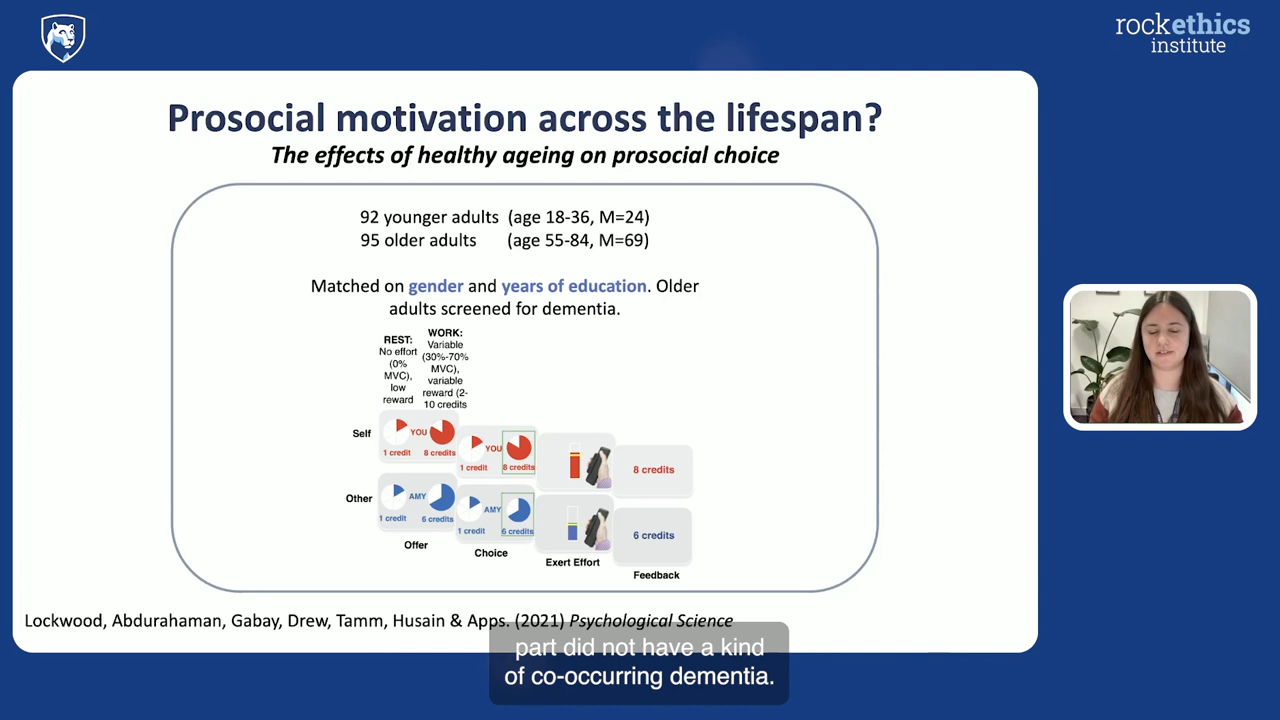 rockethics
institute
Prosocial motivation across the lifespan?
The effects of healthy ageing on prosocial choice
92 younger adults (age 18-36, M=24)
95 older adults (age 55-84, M=69)
Matched on gender and years of education. Older
adults screened for dementia.
REST:
No effort
(0%
MVC),
low
reward
WORK:
Variable
(30%-70%
MVC),
variable
reward (2-
10 credits
Self
YOU
1 credit
8 credits
YOU
1 credit
8 credits
8 credits
Other
AMY
1 credit
6 credits
AMY
1 credit
6 credits
6 credits
Offer
Choice
Exert Effort
Feedback
Lockwood, Abdurahaman, Gabay, Drew, Tamm, Husain & Apps. (2021) Psychological Science
part did not have a kind
of co-occurring dementia.